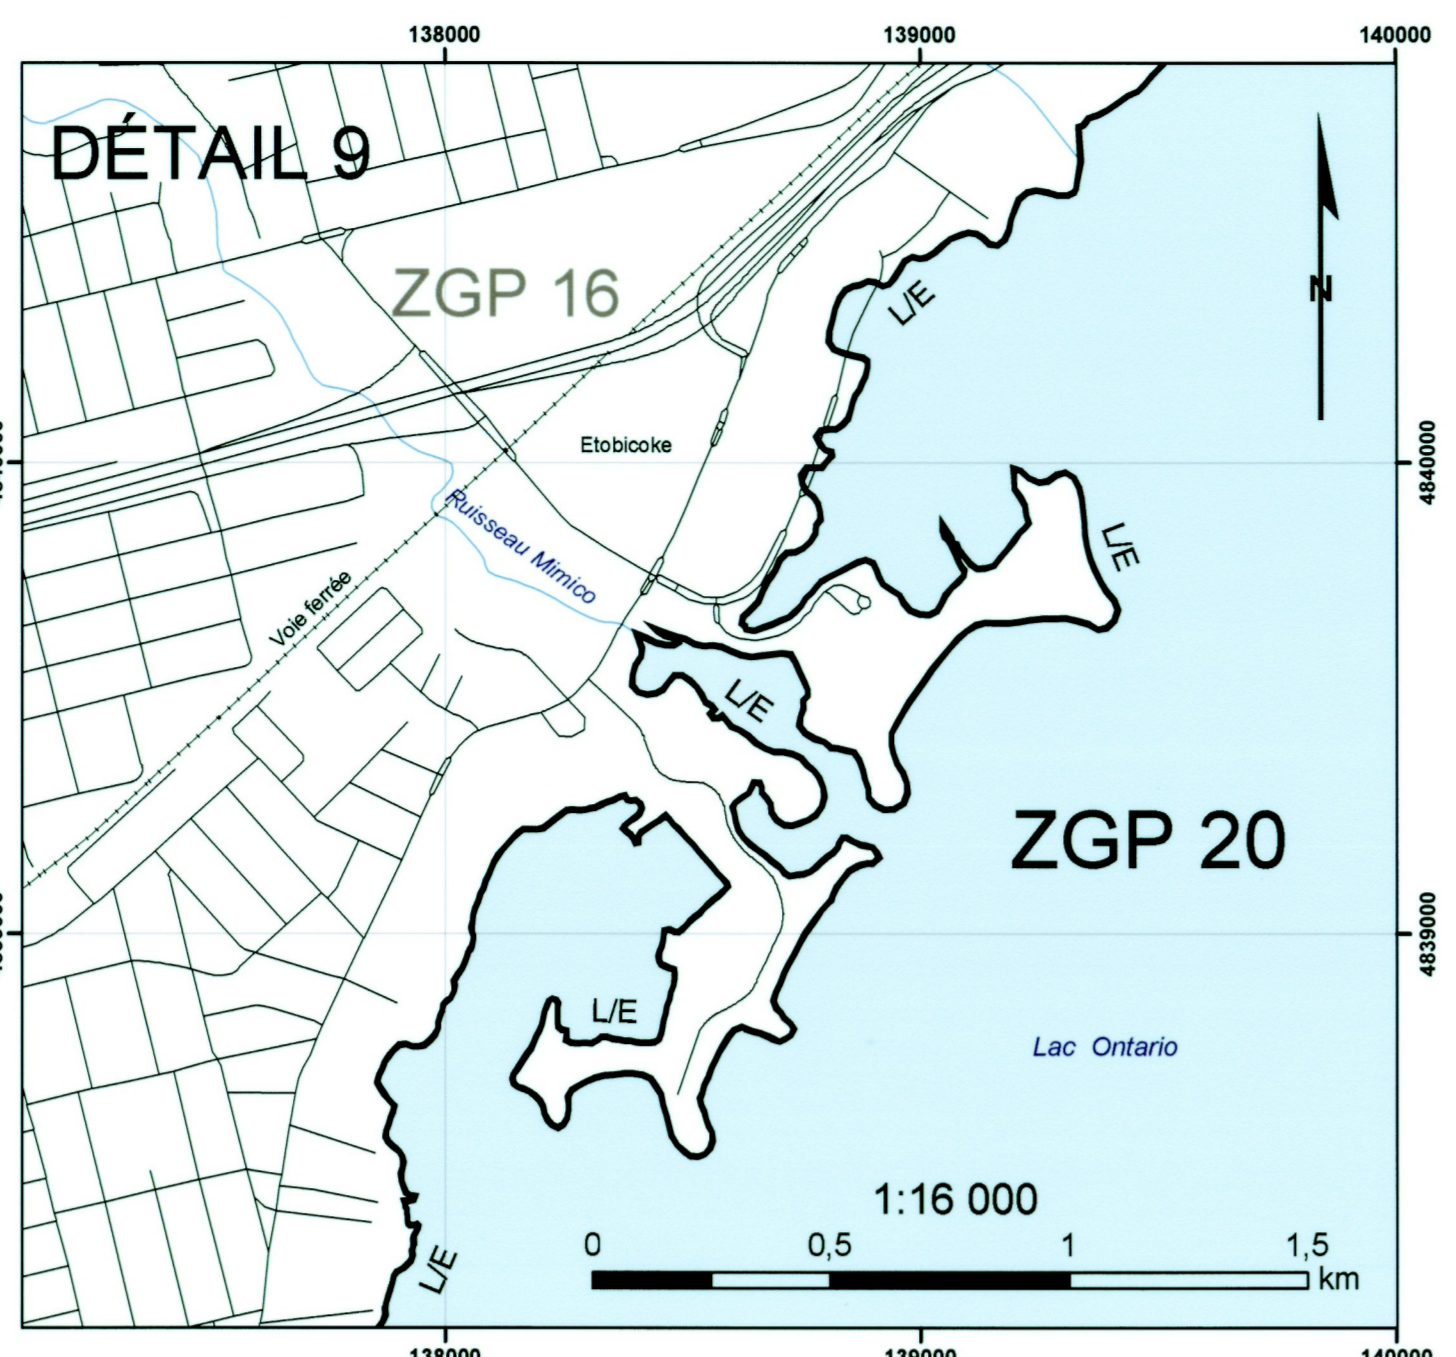 138000
139000
140000
DÉTAIL 9
ZGP 16
L/E
N
Etobicoke
4840000
Ruisseau Mimico
L/E
Voie ferrée
L/E
ZGP 20
4839000
L/E
Lac Ontario
1:16 000
0 0,5 1 1,5
km
L/E
138000
139000
140000